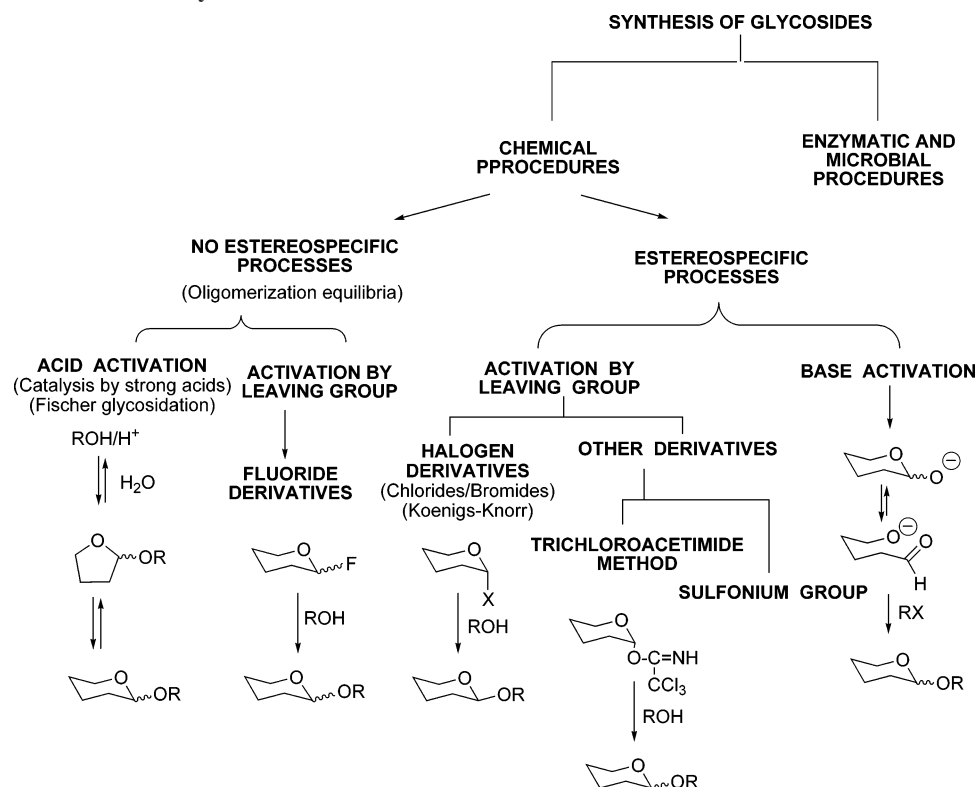 SYNTHESIS OF GLYCOSIDES
CHEMICAL
PPROCEDURES
ENZYMATIC AND
MICROBIAL
PROCEDURES
NO ESTEREOSPECIFIC
PROCESSES
(Oligomerization equilibria)
ESTEREOSPECIFIC
PROCESSES
ACID ACTIVATION
(Catalysis by strong acids)
(Fischer glycosidation)
ROH/H+
H2O
O
OR
O
OR
ACTIVATION BY
LEAVING GROUP
FLUORIDE
DERIVATIVES
O
F
ROH
O
OR
ACTIVATION BY
LEAVING GROUP
HALOGEN
DERIVATIVES
(Chlorides/Bromides)
(Koenigs-Knorr)
O
X
ROH
O
OR
OTHER DERIVATIVES
TRICHLOROACETIMIDE
METHOD
O
O-C=NH
CCl3
ROH
O
OR
SULFONIUM GROUP
BASE ACTIVATION
O
O −
O −
O
H
RX
O
OR